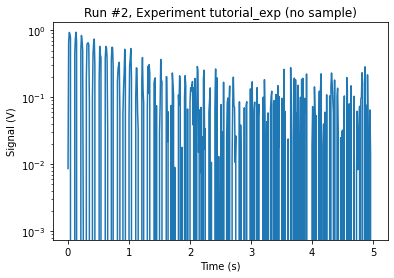 Run #2, Experiment tutorial_exp (no sample)
10⁰
10⁻¹
10⁻²
10⁻³
Signal (V)
0 1 2 3 4 5
Time (s)